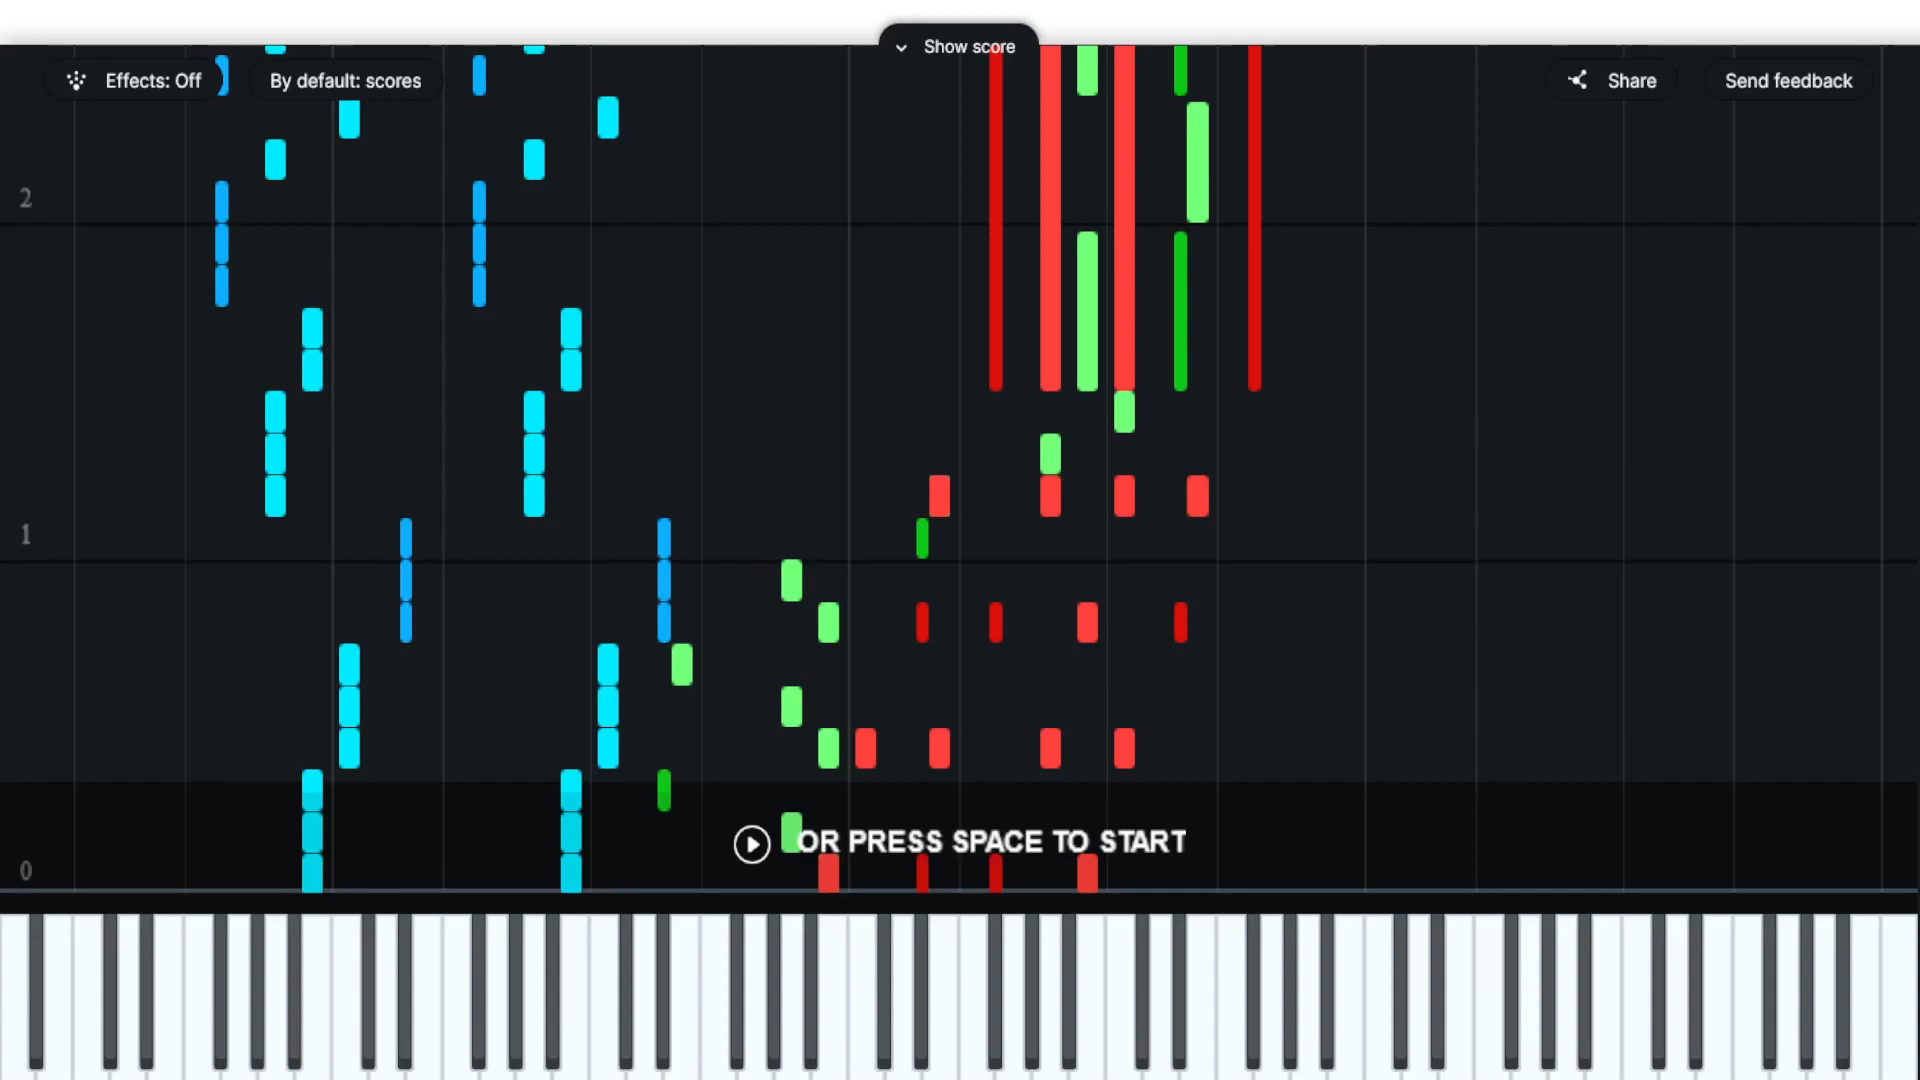 Show score
Effects: Off
By default: scores
Share
Send feedback
2
1
0
OR PRESS SPACE TO START